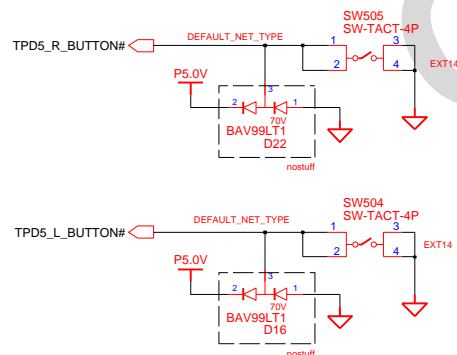 SW505
SW-TACT-4P
TPD5_R_BUTTON#
DEFAULT_NET_TYPE
1
3
2
4
EXT14
P5.0V
3
2
1
70V
BAV99LT1
D22
nostuff
SW504
SW-TACT-4P
TPD5_L_BUTTON#
DEFAULT_NET_TYPE
1
3
2
4
EXT14
P5.0V
3
2
1
70V
BAV99LT1
D16
nostuff